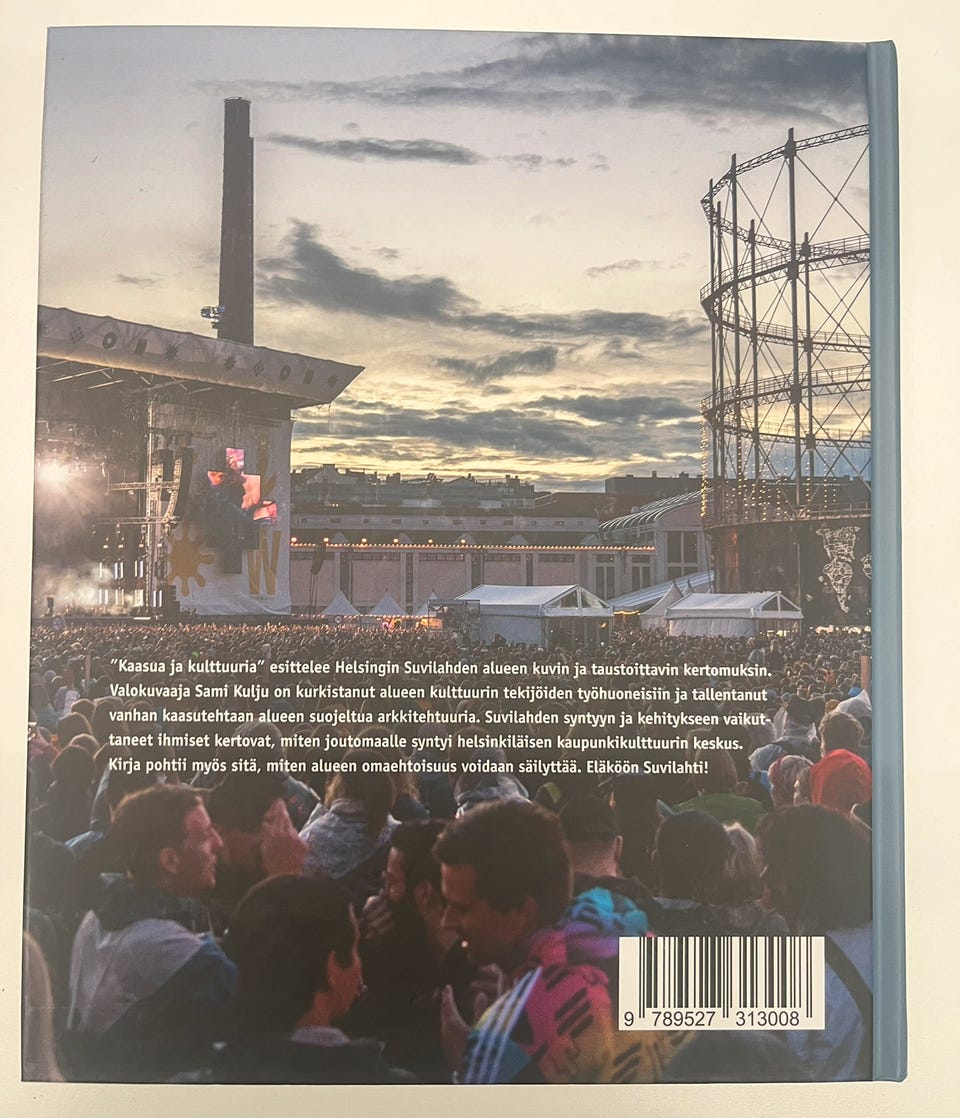 "Kaasua ja kulttuuria" esittelee Helsingin Suvilahden alueen kuvin ja taustoittavin kertomuksin.
Valokuvaaja Sami Kulju on kurkistanut alueen kulttuurin tekijöiden työhuoneisiin ja tallentanut
vanhan kaasutehtaan alueen suojeltua arkkitehtuuria. Suvilahden syntyyn ja kehitykseen vaikut-
taneet ihmiset kertovat, miten joutomaalle syntyi helsinkiläisen kaupunkikulttuurin keskus.
Kirja pohtii myös sitä, miten alueen omaehtoisuus voidaan säilyttää. Eläköön Suvilahti!
9 789527 313008